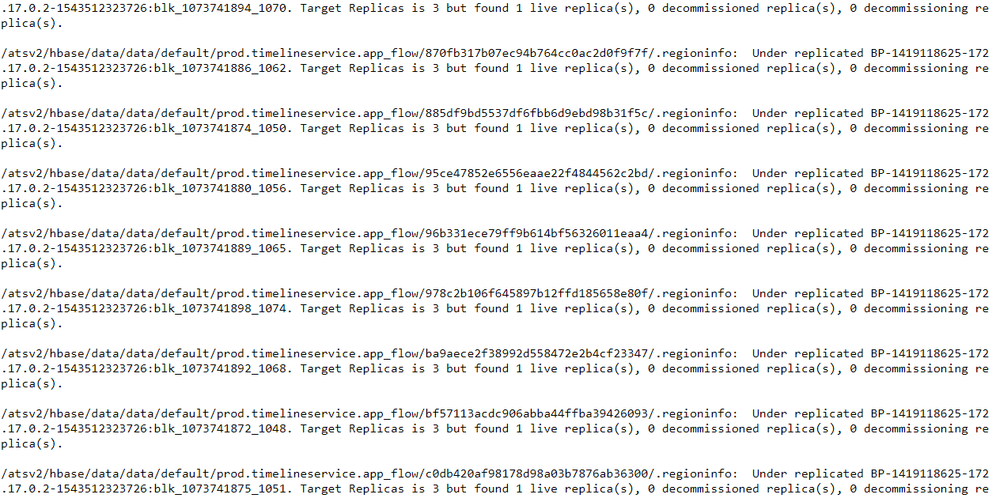 .17.0.2-1543512323726:blk_1073741894_1070. Target Replicas is 3 but found 1 live replica(s), 0 decommissioned replica(s), 0 decommissioning re
plica(s).
/atsv2/hbase/data/data/default/prod.timelineservice.app_flow/870fb317b07ec94b764cc0ac2d0f9f7f/.regioninfo:  Under replicated BP-1419118625-172
.17.0.2-1543512323726:blk_1073741886_1062. Target Replicas is 3 but found 1 live replica(s), 0 decommissioned replica(s), 0 decommissioning re
plica(s).
/atsv2/hbase/data/data/default/prod.timelineservice.app_flow/885df9bd5537df6fbb6d9ebd98b31f5c/.regioninfo:  Under replicated BP-1419118625-172
.17.0.2-1543512323726:blk_1073741874_1050. Target Replicas is 3 but found 1 live replica(s), 0 decommissioned replica(s), 0 decommissioning re
plica(s).
/atsv2/hbase/data/data/default/prod.timelineservice.app_flow/95ce47852e6556eaae22f4844562c2bd/.regioninfo:  Under replicated BP-1419118625-172
.17.0.2-1543512323726:blk_1073741880_1056. Target Replicas is 3 but found 1 live replica(s), 0 decommissioned replica(s), 0 decommissioning re
plica(s).
/atsv2/hbase/data/data/default/prod.timelineservice.app_flow/96b331ece79ff9b614bf56326011eaa4/.regioninfo:  Under replicated BP-1419118625-172
.17.0.2-1543512323726:blk_1073741889_1065. Target Replicas is 3 but found 1 live replica(s), 0 decommissioned replica(s), 0 decommissioning re
plica(s).
/atsv2/hbase/data/data/default/prod.timelineservice.app_flow/978c2b106f645897b12ffd185658e80f/.regioninfo:  Under replicated BP-1419118625-172
.17.0.2-1543512323726:blk_1073741898_1074. Target Replicas is 3 but found 1 live replica(s), 0 decommissioned replica(s), 0 decommissioning re
plica(s).
/atsv2/hbase/data/data/default/prod.timelineservice.app_flow/ba9aece2f38992d558472e2b4cf23347/.regioninfo:  Under replicated BP-1419118625-172
.17.0.2-1543512323726:blk_1073741892_1068. Target Replicas is 3 but found 1 live replica(s), 0 decommissioned replica(s), 0 decommissioning re
plica(s).
/atsv2/hbase/data/data/default/prod.timelineservice.app_flow/bf57113acdc906abba44ffba39426093/.regioninfo:  Under replicated BP-1419118625-172
.17.0.2-1543512323726:blk_1073741872_1048. Target Replicas is 3 but found 1 live replica(s), 0 decommissioned replica(s), 0 decommissioning re
plica(s).
/atsv2/hbase/data/data/default/prod.timelineservice.app_flow/c0db420af98178d98a03b7876ab36300/.regioninfo:  Under replicated BP-1419118625-172
.17.0.2-1543512323726:blk_1073741875_1051. Target Replicas is 3 but found 1 live replica(s), 0 decommissioned replica(s), 0 decommissioning re